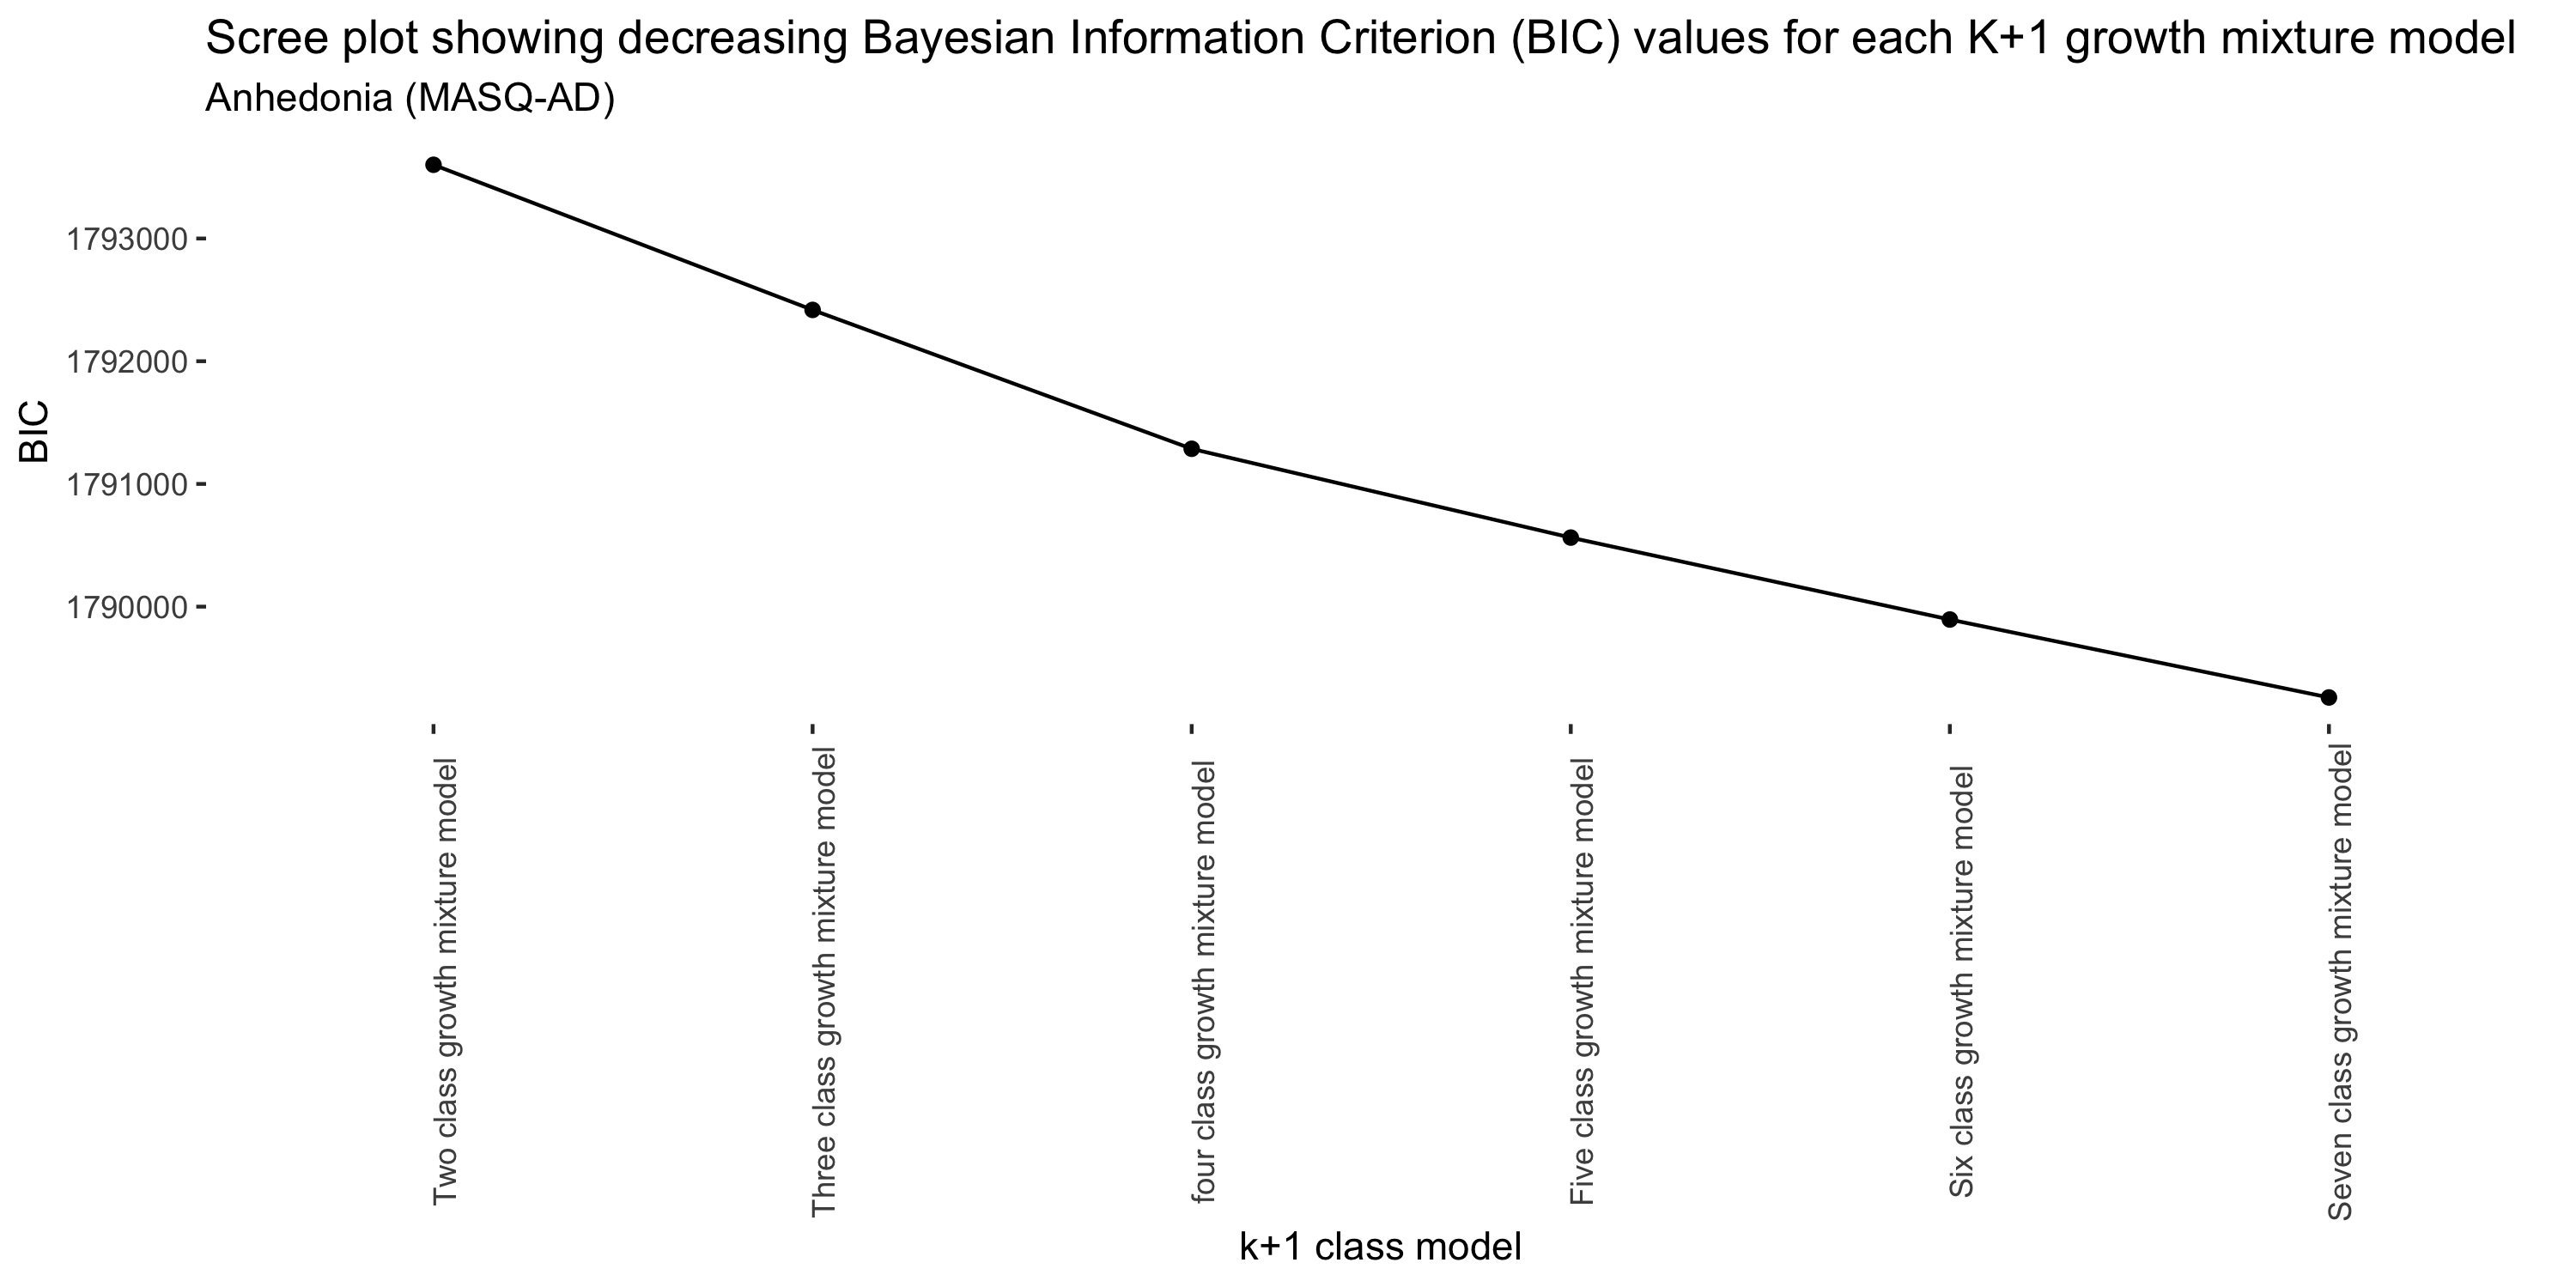 Scree plot showing decreasing Bayesian Information Criterion (BIC) values for each K+1 growth mixture model
Anhedonia (MASQ-AD)
BIC
1793000
1792000
1791000
1790000
Two class growth mixture model
Three class growth mixture model
four class growth mixture model
Five class growth mixture model
Six class growth mixture model
Seven class growth mixture model
k+1 class model